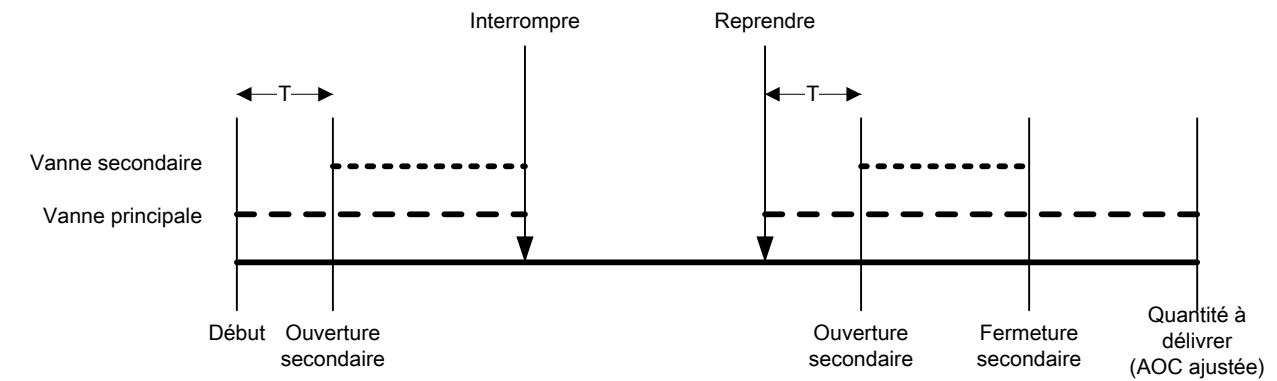 Interrompre
Reprendre
T
T
Vanne secondaire
Vanne principale
Début
Ouverture
secondaire
Ouverture
secondaire
Fermeture
secondaire
Quantité à
délivrer
(AOC ajustée)